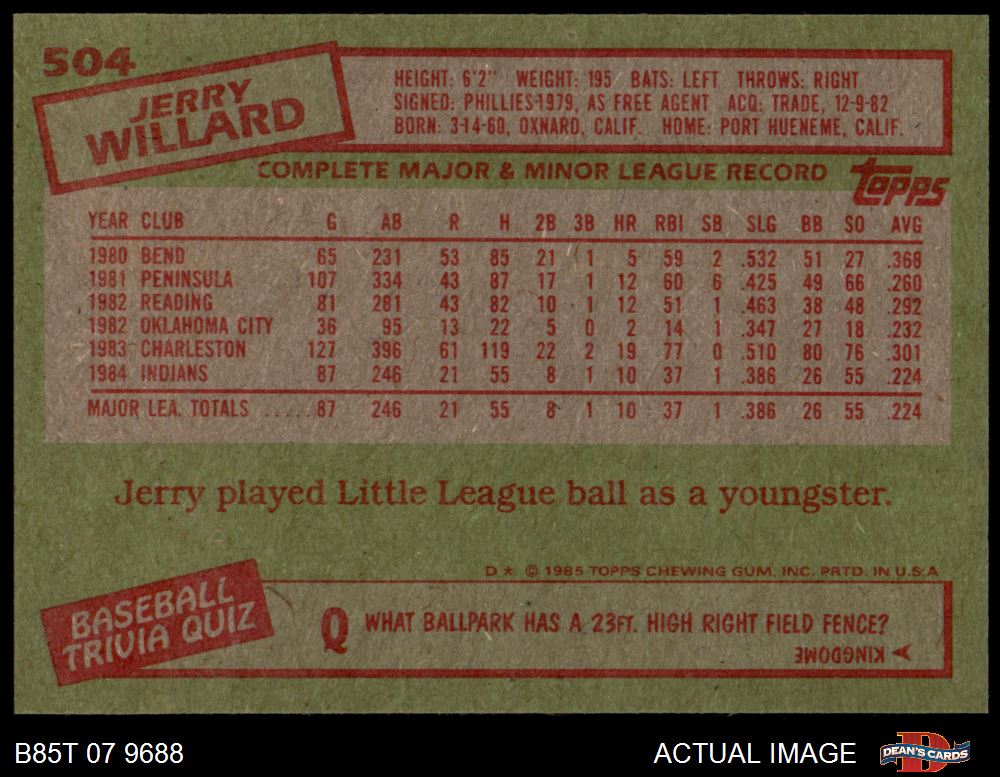 504
JERRY
WILLARD
HEIGHT: 6'2" WEIGHT: 195 BATS: LEFT THROWS: RIGHT
SIGNED: PHILLIES-1979, AS FREE AGENT ACQ: TRADE, 12-9-82
BORN: 3-14-60, OXNARD, CALIF. HOME: PORT HUENEME, CALIF.
COMPLETE MAJOR & MINOR LEAGUE RECORD
Topps
YEAR CLUB G AB R H 2B 3B HR RBI SB SLG BB SO AVG
1980 BEND 65 231 53 85 21 1 5 59 2 .532 51 27 .368
1981 PENINSULA 107 334 43 87 17 1 12 60 6 .425 49 66 .260
1982 READING 81 281 43 82 10 1 12 51 1 .463 38 48 .292
1982 OKLAHOMA CITY 36 95 13 22 5 0 2 14 1 .347 27 18 .232
1983 CHARLESTON 127 396 61 119 22 2 19 77 0 .510 80 76 .301
1984 INDIANS 87 246 21 55 8 1 10 37 1 .386 26 55 .224
MAJOR LEA. TOTALS .....87 246 21 55 8 1 10 37 1 .386 26 55 .224
Jerry played Little League ball as a youngster.
D * © 1985 TOPPS CHEWING GUM, INC. PRTD. IN U.S.A
BASEBALL
TRIVIA QUIZ
Q WHAT BALLPARK HAS A 23FT. HIGH RIGHT FIELD FENCE?
KINGDOME
B85T 07 9688
ACTUAL IMAGE
DEAN'S CARDS